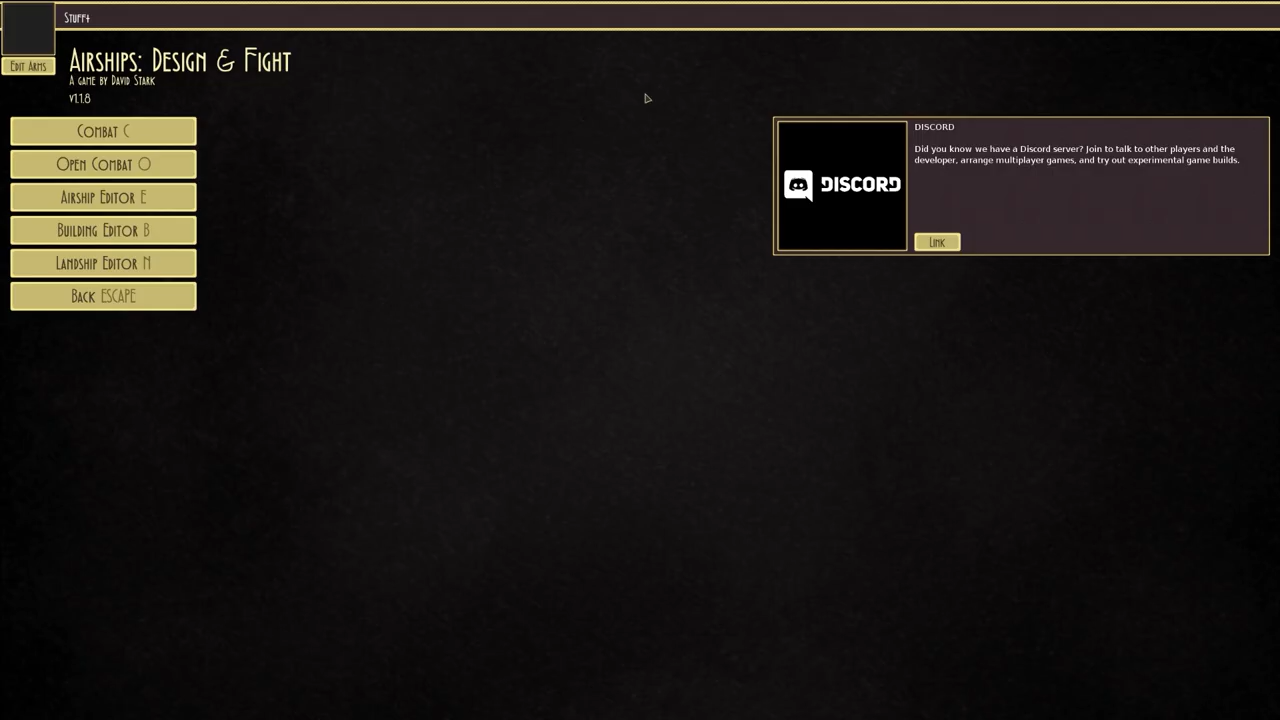 Stuff+
Edit Arms
Airships: Design & Fight
A game by David Stark
v1.1.8
Combat C
Open Combat O
Airship Editor E
Building Editor B
Landship Editor N
Back ESCAPE
DISCORD
DISCORD
Did you know we have a Discord server? Join to talk to other players and the
developer, arrange multiplayer games, and try out experimental game builds.
Link